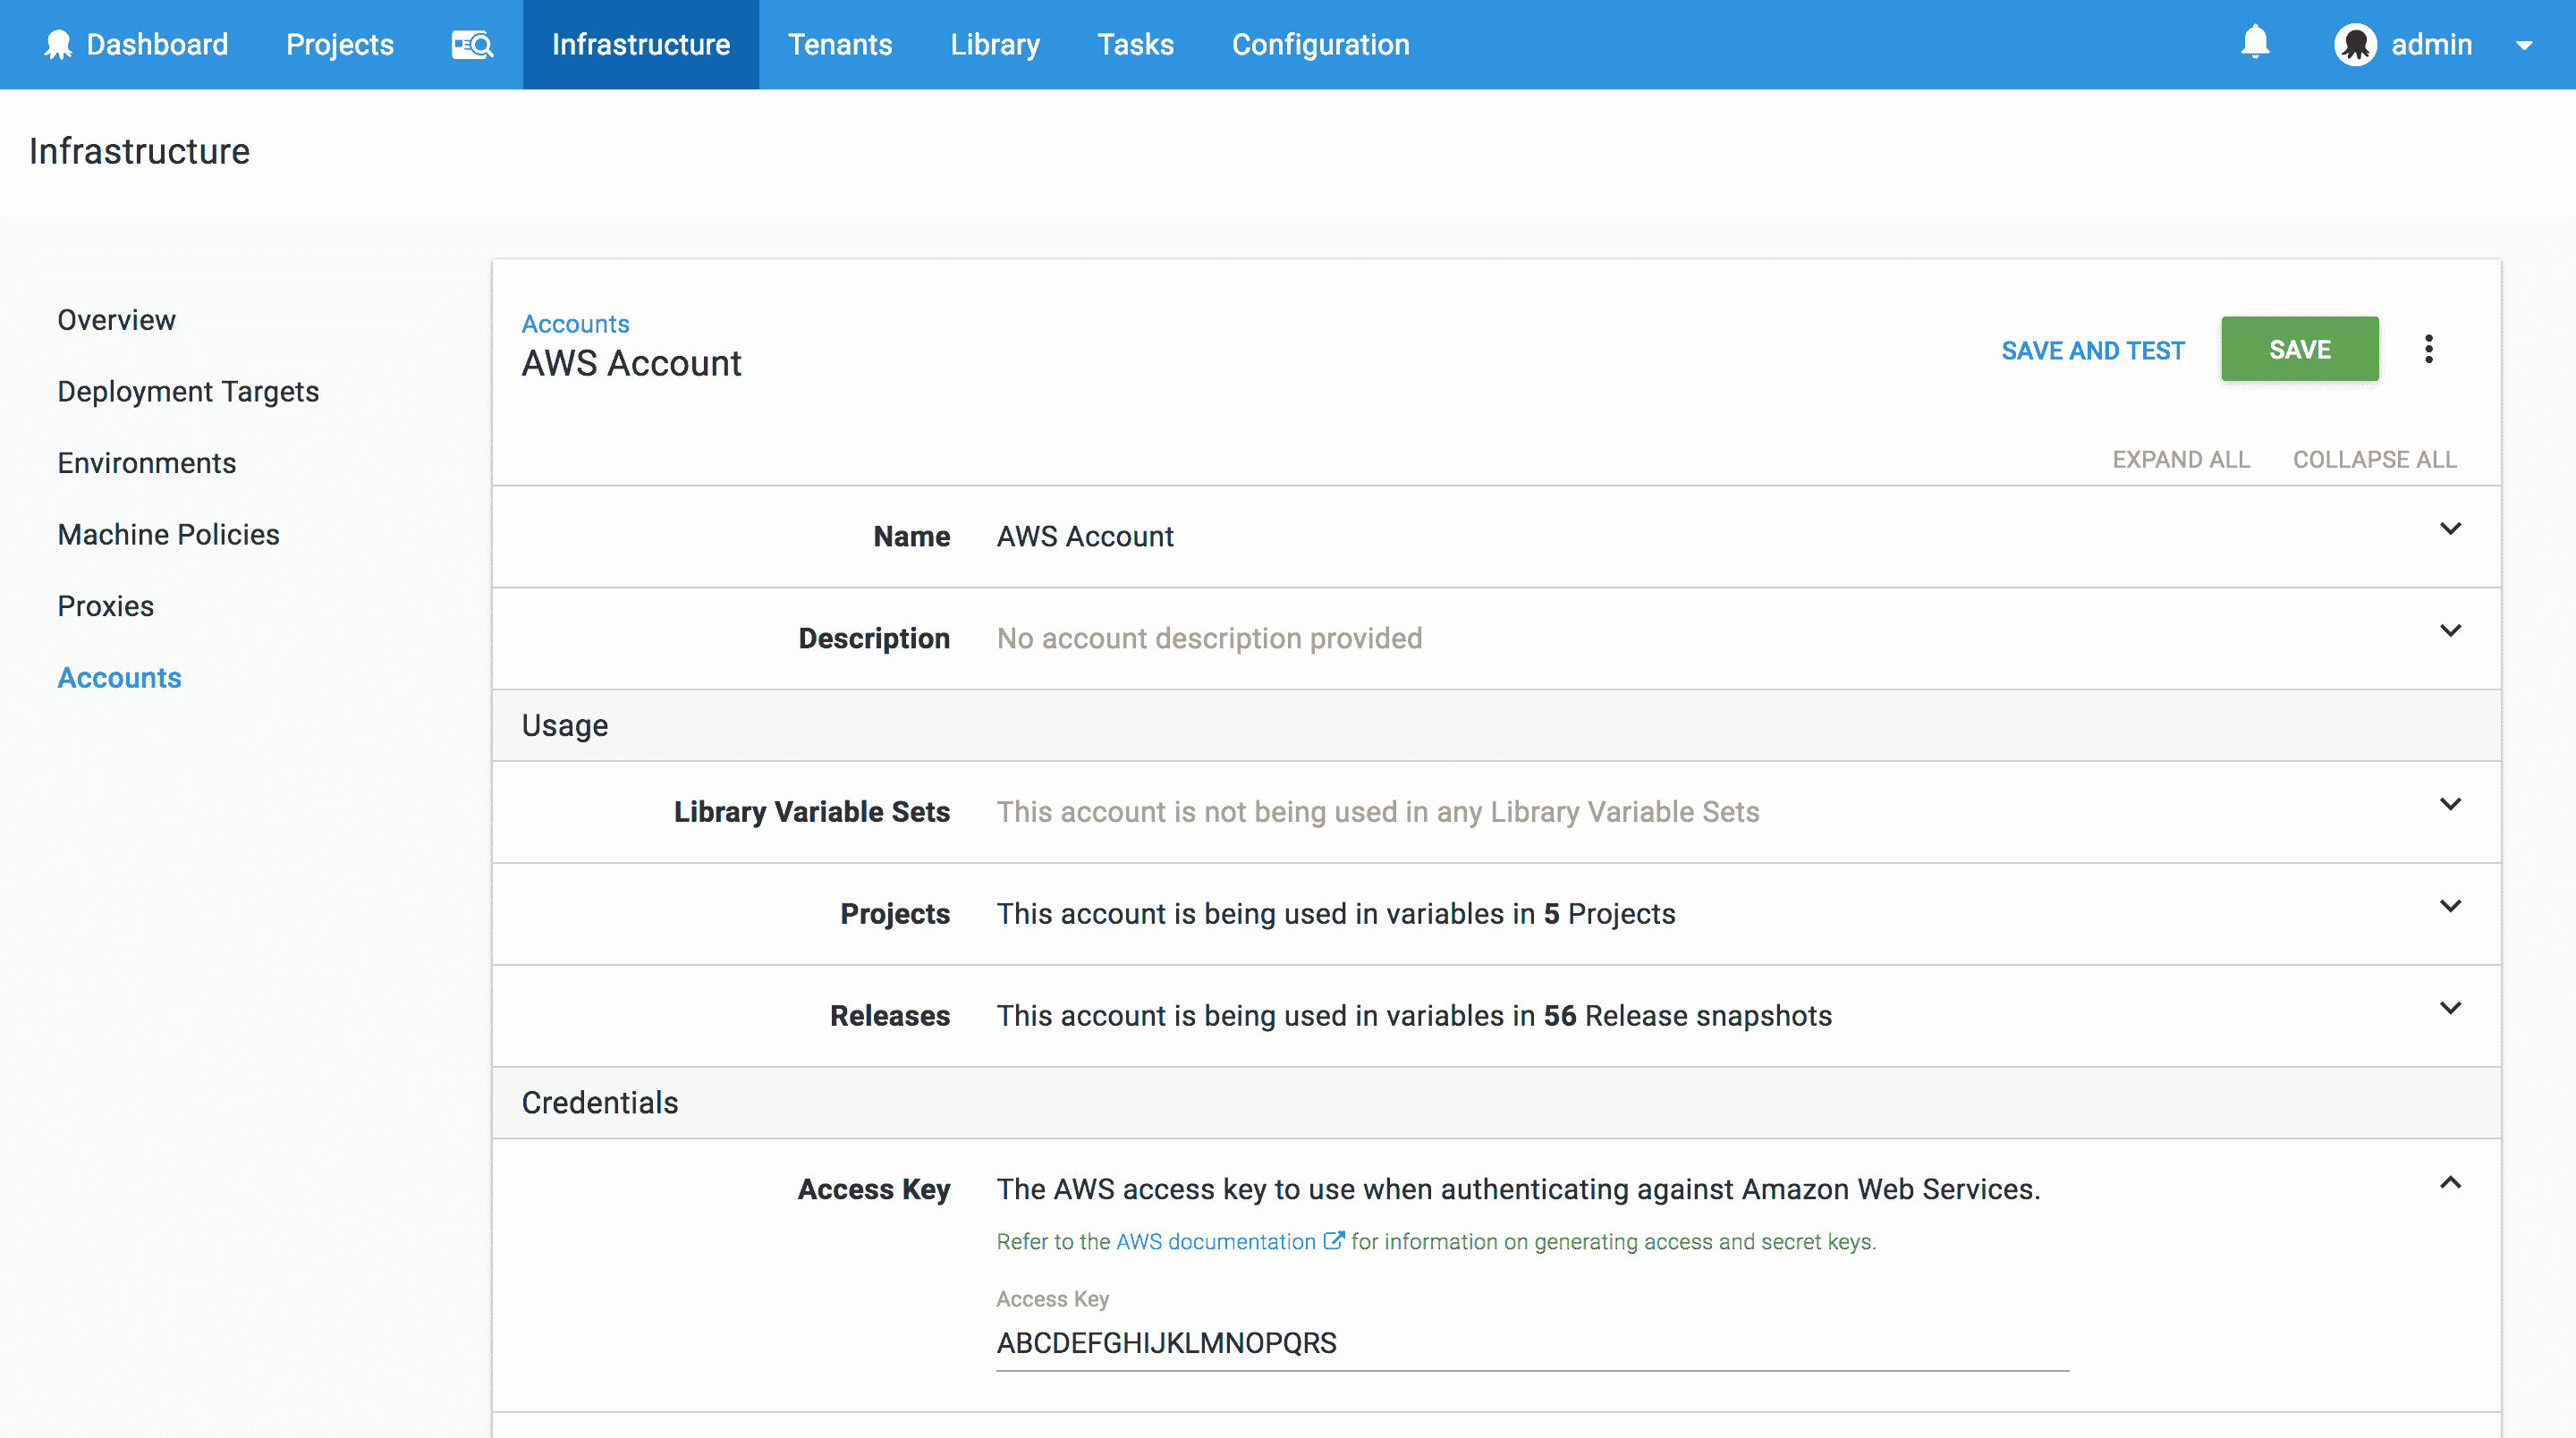 Dashboard Projects Infrastructure Tenants Library Tasks Configuration admin
Infrastructure
Overview
Deployment Targets
Environments
Machine Policies
Proxies
Accounts
Accounts
AWS Account
SAVE AND TEST SAVE
EXPAND ALL COLLAPSE ALL
Name AWS Account
Description No account description provided
Usage
Library Variable Sets This account is not being used in any Library Variable Sets
Projects This account is being used in variables in 5 Projects
Releases This account is being used in variables in 56 Release snapshots
Credentials
Access Key The AWS access key to use when authenticating against Amazon Web Services.
Refer to the AWS documentation for information on generating access and secret keys.
Access Key
ABCDEFGHIJKLMNOPQRS